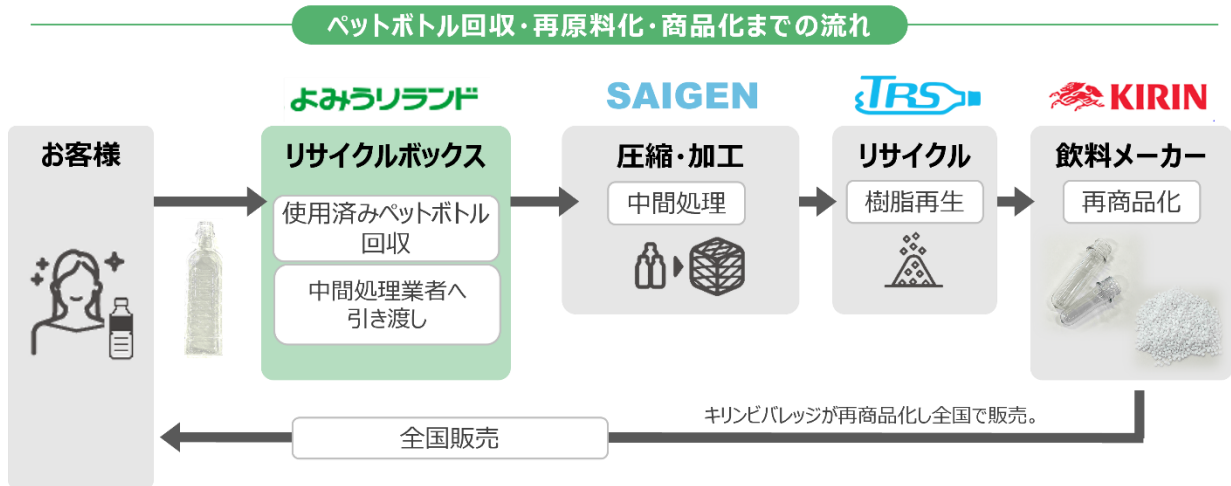 ペットボトル回収・再原料化・商品化までの流れ
よみうりランド
SAIGEN
TRS
KIRIN
お客様
リサイクルボックス
使用済みペットボトル
回収
中間処理業者へ
引き渡し
圧縮・加工
中間処理
リサイクル
樹脂再生
飲料メーカー
再商品化
キリンビバレッジが再商品化し全国で販売。
全国販売